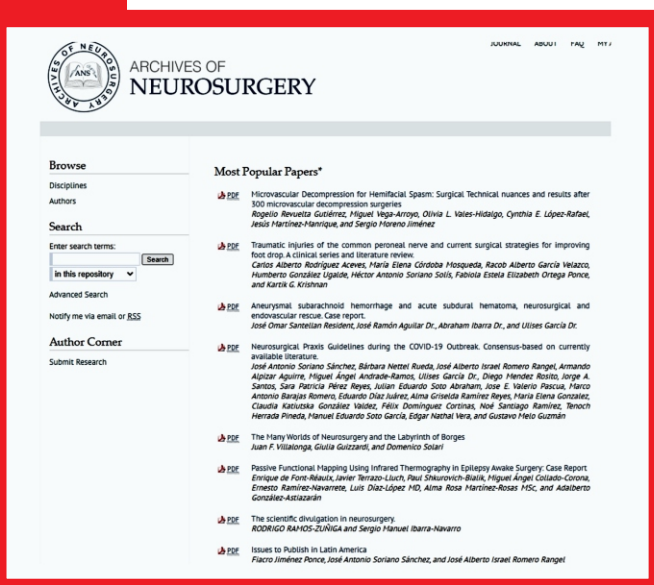 ARCHIVES OF NEUROSURGERY
ANS
JOURNAL ABOUT FAQ
ARCHIVES OF
NEUROSURGERY
Browse
Disciplines
Authors
Search
Enter search terms:
Search
in this repository
Advanced Search
Notify me via email or RSS
Author Corner
Submit Research
Most Popular Papers*
PDF Microvascular Decompression for Hemifacial Spasm: Surgical Technical nuances and results after
300 microvascular decompression surgeries
Rogelio Revuelta Gutiérrez, Miguel Vega-Arroyo, Olivia L. Vales-Hidalgo, Cynthia E. López-Rafael,
Jesús Martínez-Manrique, and Sergio Moreno Jiménez
PDF Traumatic injuries of the common peroneal nerve and current surgical strategies for improving
foot drop. A clinical series and literature review.
Carlos Alberto Rodríguez Aceves, María Elena Córdoba Mosqueda, Racob Alberto García Velazco,
Humberto González Ugalde, Héctor Antonio Soriano Solís, Fabiola Estela Elizabeth Ortega Ponce,
and Kartik G. Krishnan
PDF Aneurysmal subarachnoid hemorrhage and acute subdural hematoma, neurosurgical and
endovascular rescue. Case report.
José Omar Santellan Resident, José Ramón Aguilar Dr., Abraham Ibarra Dr., and Ulises García Dr.
PDF Neurosurgical Praxis Guidelines during the COVID-19 Outbreak. Consensus-based on currently
available literature.
José Antonio Soriano Sánchez, Bárbara Nettel Rueda, José Alberto Israel Romero Rangel, Armando
Alpizar Aguirre, Miguel Ángel Andrade-Ramos, Ulises García Dr., Diego Mendez Rosito, Jorge A.
Santos, Sara Patricia Pérez Reyes, Julian Eduardo Soto Abraham, Jose E. Valerio Pascua, Marco
Antonio Barajas Romero, Eduardo Díaz Juárez, Alma Griselda Ramírez Reyes, Maria Elena Gonzalez,
Claudia Katiutska González Valdez, Félix Domínguez Cortinas, Noé Santiago Ramírez, Tenoch
Herrada Pineda, Manuel Eduardo Soto García, Edgar Nathal Vera, and Gustavo Melo Guzmán
PDF The Many Worlds of Neurosurgery and the Labyrinth of Borges
Juan F. Villalonga, Giulia Guizzardi, and Domenico Solari
PDF Passive Functional Mapping Using Infrared Thermography in Epilepsy Awake Surgery: Case Report
Enrique de Font-Réaulx, Javier Terrazo-Lluch, Paul Shkurovich-Bialik, Miguel Ángel Collado-Corona,
Ernesto Ramírez-Navarrete, Luis Díaz-López MD, Alma Rosa Martínez-Rosas MSc, and Adalberto
González-Astiazarán
PDF The scientific divulgation in neurosurgery.
RODRIGO RAMOS-ZUÑIGA and Sergio Manuel Ibarra-Navarro
PDF Issues to Publish in Latin America
Fiacro Jiménez Ponce, José Antonio Soriano Sánchez, and José Alberto Israel Romero Rangel